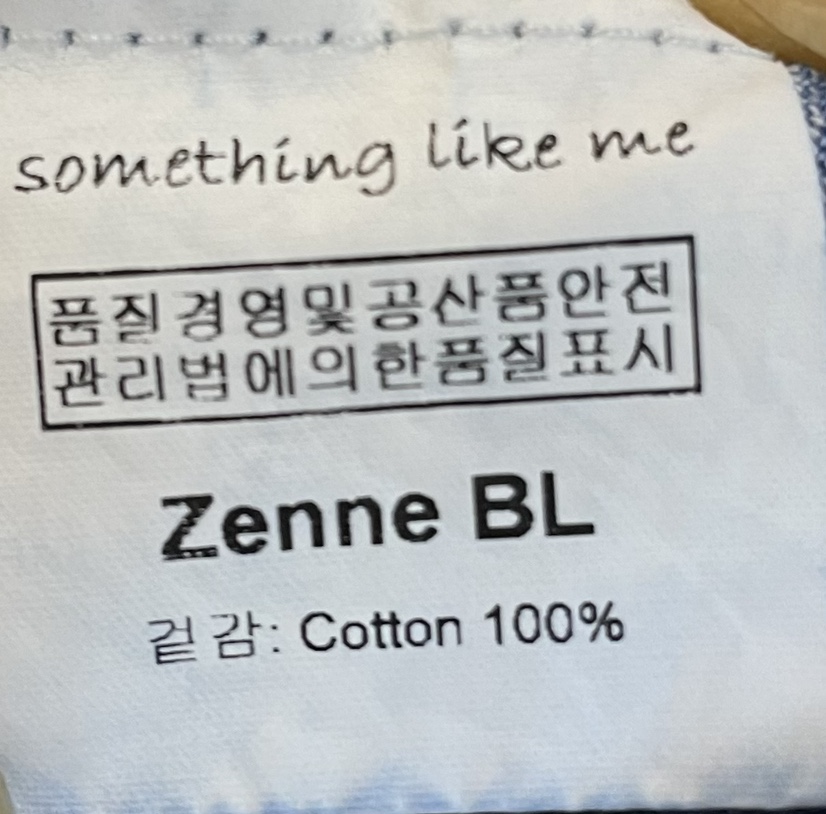 something like me
품질경영및공산품안전
관리법에의한품질표시
Zenne BL
겉감: Cotton 100%